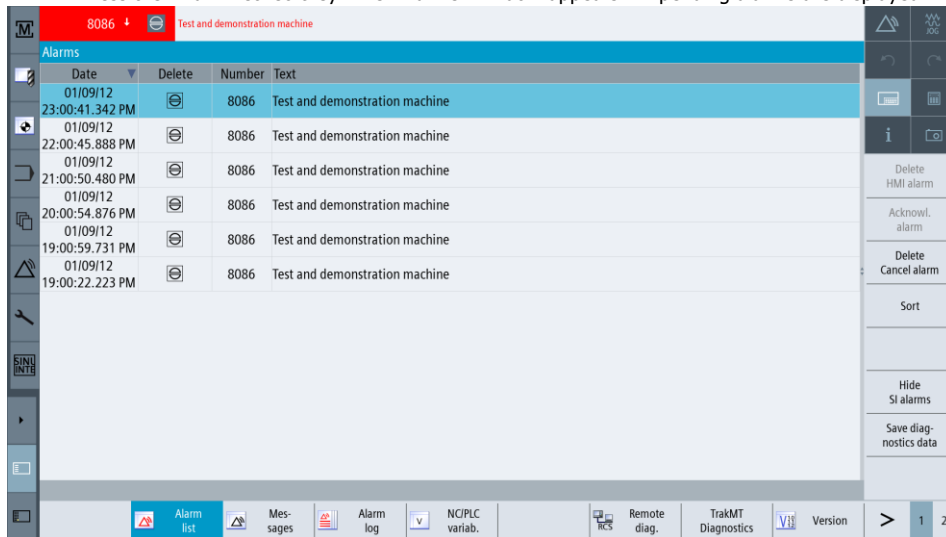 M
8086 ↓
Test and demonstration machine
JOG
Alarms
Date Delete Number Text
01/09/12
23:00:41.342 PM
8086 Test and demonstration machine
01/09/12
22:00:45.888 PM
8086 Test and demonstration machine
01/09/12
21:00:50.480 PM
8086 Test and demonstration machine
01/09/12
20:00:54.876 PM
8086 Test and demonstration machine
01/09/12
19:00:59.731 PM
8086 Test and demonstration machine
01/09/12
19:00:22.223 PM
8086 Test and demonstration machine
i
Delete
HMI alarm
Acknowl.
alarm
Delete
Cancel alarm
Sort
Hide
SI alarms
Save diag-
nostics data
SINU
INTE
Alarm
list
Mes-
sages
Alarm
log
V
NC/PLC
variab.
RCS
Remote
diag.
TrakMT
Diagnostics
Version
> 1 2